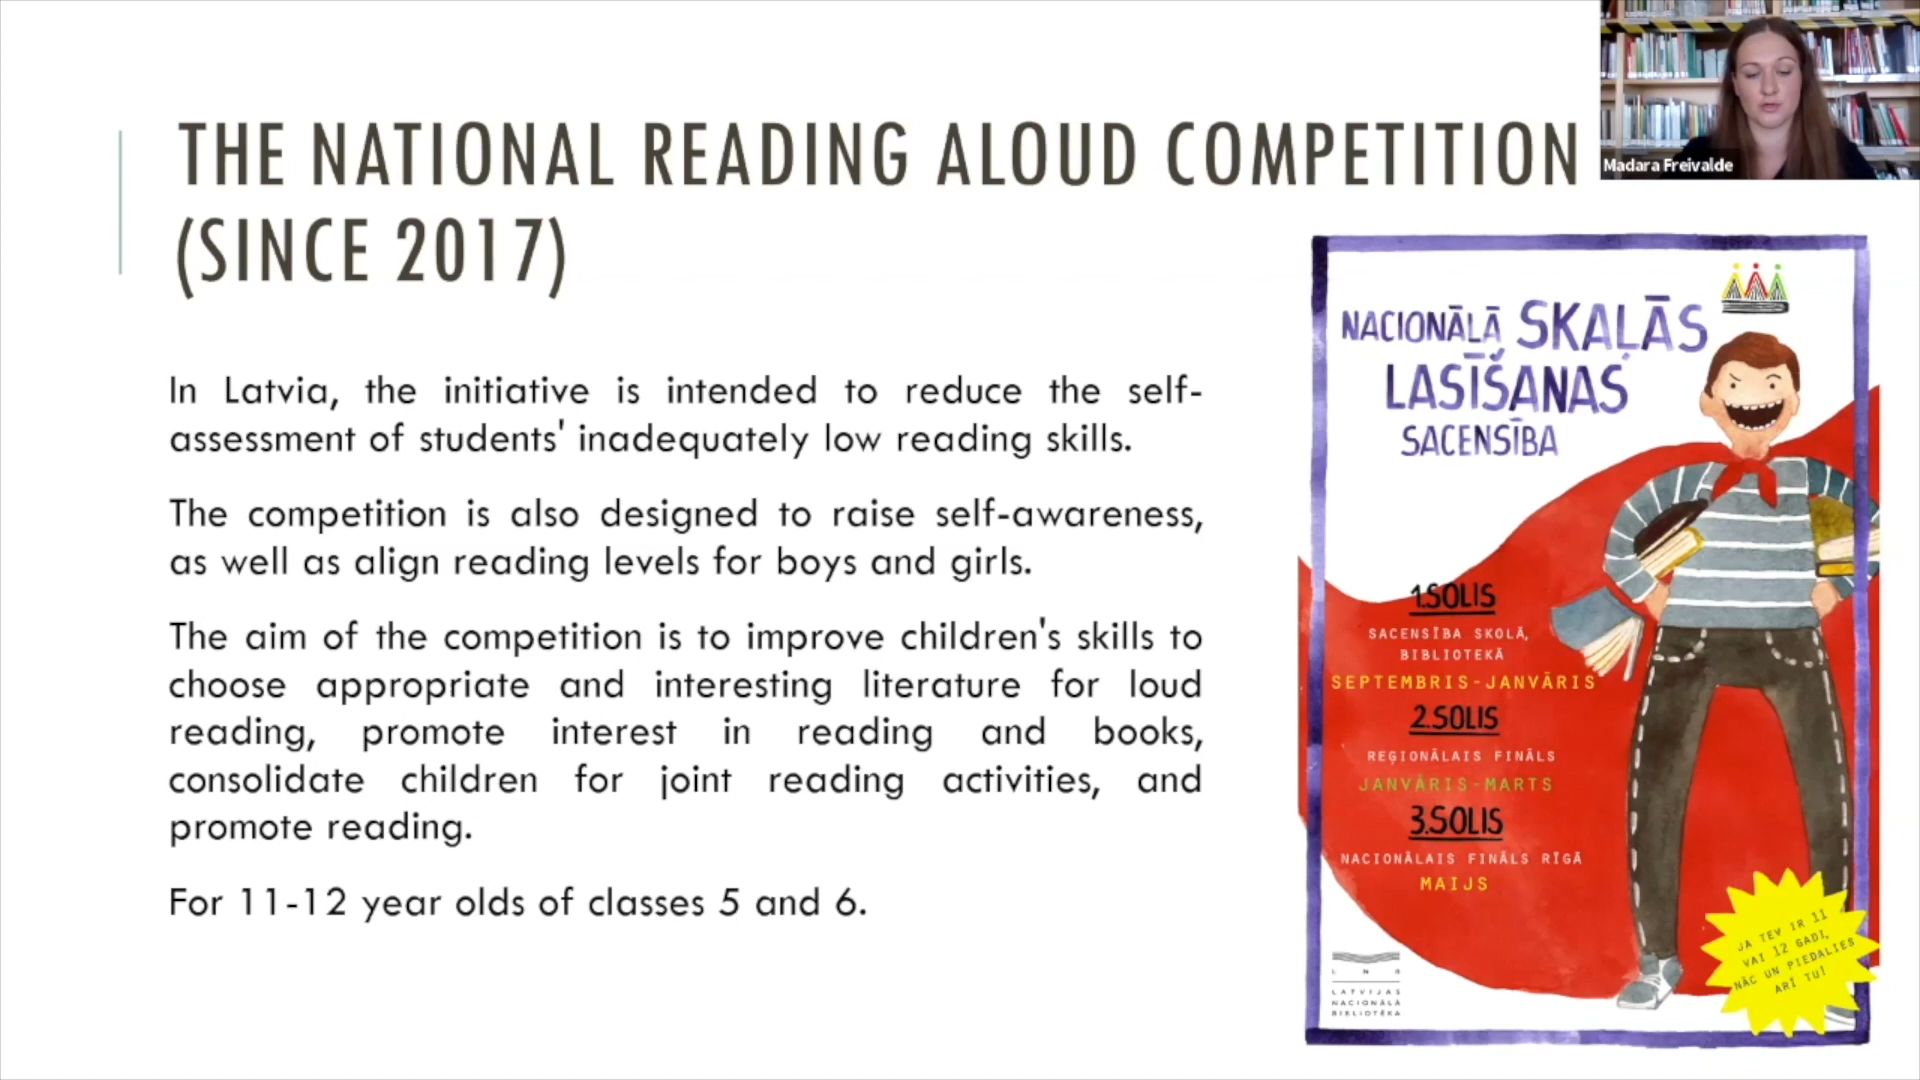 THE NATIONAL READING ALOUD COMPETITION
(SINCE 2017)
Madara Freivalde
In Latvia, the initiative is intended to reduce the self-
assessment of students' inadequately low reading skills.
The competition is also designed to raise self-awareness,
as well as align reading levels for boys and girls.
The aim of the competition is to improve children's skills to
choose appropriate and interesting literature for loud
reading, promote interest in reading and books,
consolidate children for joint reading activities, and
promote reading.
For 11-12 year olds of classes 5 and 6.
NACIONĀLĀ SKAĻĀS
LASĪŠANAS
SACENSĪBA
1.SOLIS
SACENSĪBA SKOLĀ,
BIBLIOTEKĀ
SEPTEMBRIS-JANVĀRIS
2.SOLIS
REĢIONĀLAIS FINĀLS
JANVĀRIS-MARTS
3.SOLIS
NACIONĀLAIS FINĀLS RĪGĀ
MAIJS
JA TEV IR 11
VAI 12 GADI,
NĀC UN PIEDALIES
ARĪ TU!
L N B
LATVIJAS
NACIONĀLĀ
BIBLIOTĒKA